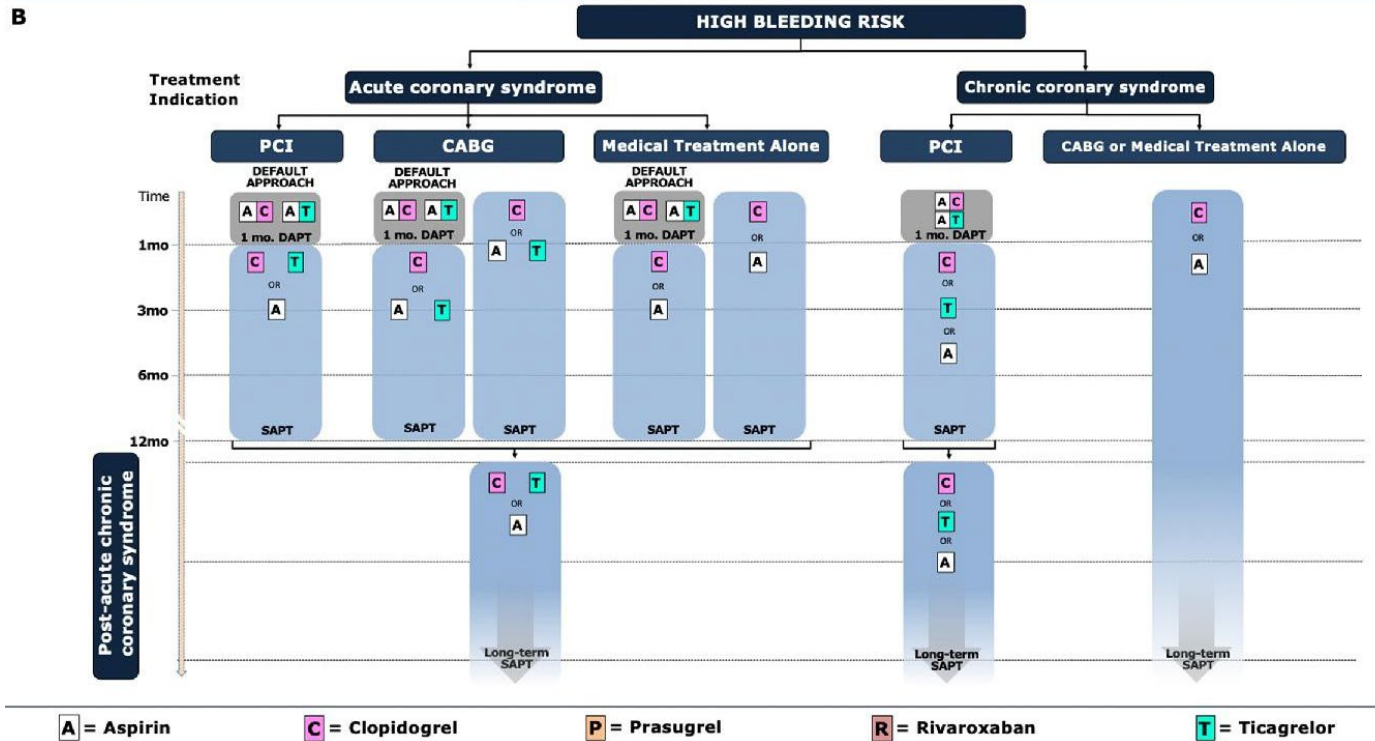 B
HIGH BLEEDING RISK
Treatment
Indication
Acute coronary syndrome
Chronic coronary syndrome
PCI
CABG
Medical Treatment Alone
PCI
CABG or Medical Treatment Alone
Time
DEFAULT
APPROACH
A C A T
1 mo. DAPT
C T
OR
A
SAPT
DEFAULT
APPROACH
A C A T
1 mo. DAPT
C
OR
A T
SAPT
C
OR
A T
SAPT
DEFAULT
APPROACH
A C A T
1 mo. DAPT
C
OR
A
SAPT
C
OR
A
SAPT
A C
A T
1 mo. DAPT
C
OR
T
OR
A
SAPT
C
OR
A
Long-term
SAPT
1mo
3mo
6mo
12mo
Post-acute chronic
coronary syndrome
C T
OR
A
Long-term
SAPT
C
OR
T
OR
A
Long-term
SAPT
A = Aspirin
C = Clopidogrel
P = Prasugrel
R = Rivaroxaban
T = Ticagrelor